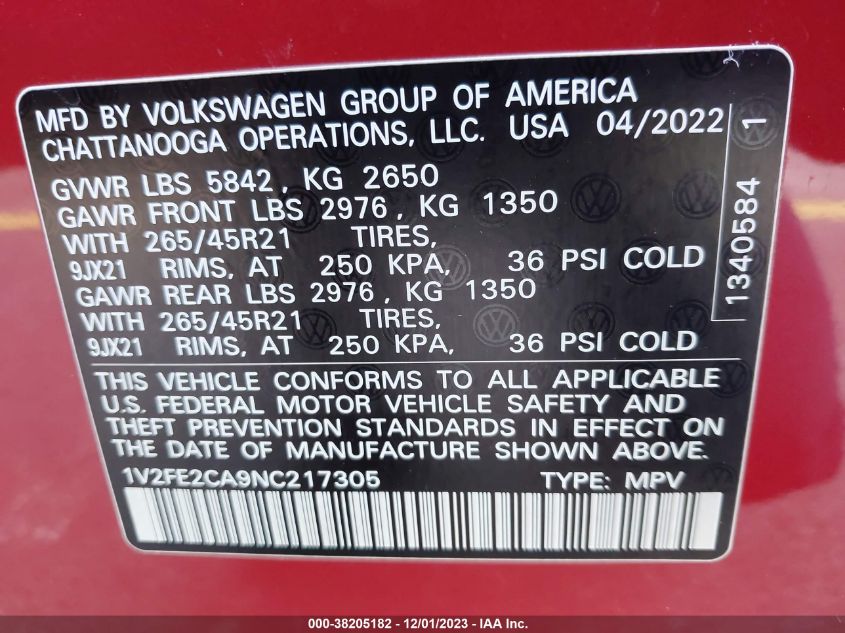 MFD BY VOLKSWAGEN GROUP OF AMERICA
CHATTANOOGA OPERATIONS, LLC. USA 04/2022
GVWR LBS 5842, KG 2650
GAWR FRONT LBS 2976, KG 1350
WITH 265/45R21 TIRES,
9JX21 RIMS, AT 250 KPA, 36 PSI COLD
GAWR REAR LBS 2976, KG 1350
WITH 265/45R21 TIRES,
9JX21 RIMS, AT 250 KPA, 36 PSI COLD
THIS VEHICLE CONFORMS TO ALL APPLICABLE
U.S. FEDERAL MOTOR VEHICLE SAFETY AND
THEFT PREVENTION STANDARDS IN EFFECT ON
THE DATE OF MANUFACTURE SHOWN ABOVE.
1V2FE2CA9NC217305 TYPE: MPV
1340584 1
000-38205182 - 12/01/2023 - IAA Inc.